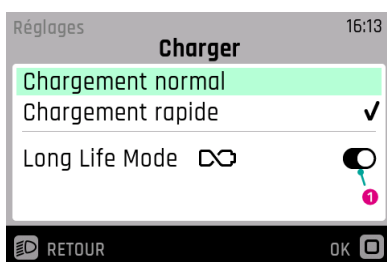 Réglages 16:13
Charger
Chargement normal
Chargement rapide
Long Life Mode
1
RETOUR OK